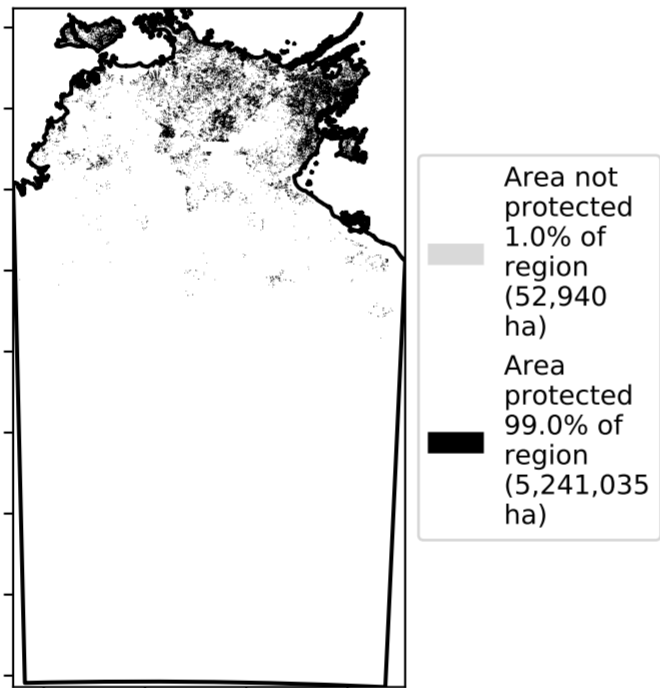 Area not
protected
1.0% of
region
(52,940
ha)
Area
protected
99.0% of
region
(5,241,035
ha)